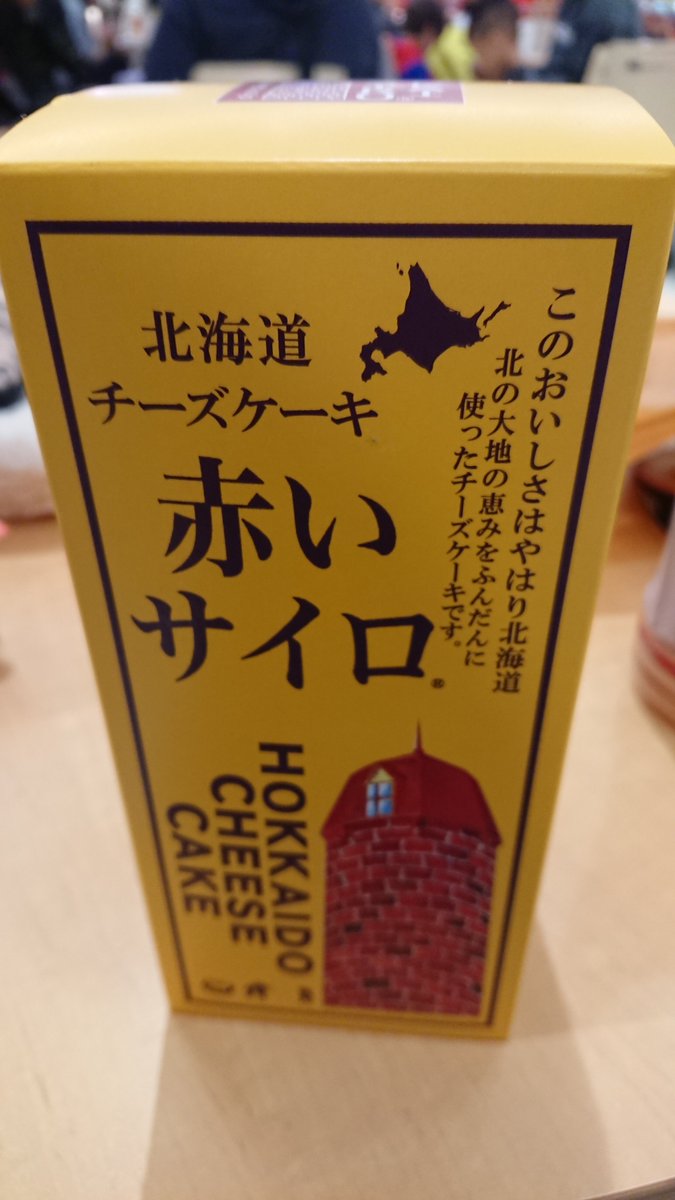 北海道
チーズケーキ
赤い
サイロ®
このおいしさはやはり北海道
北の大地の恵みをふんだんに
使ったチーズケーキです。
HOKKAIDO
CHEESE
CAKE